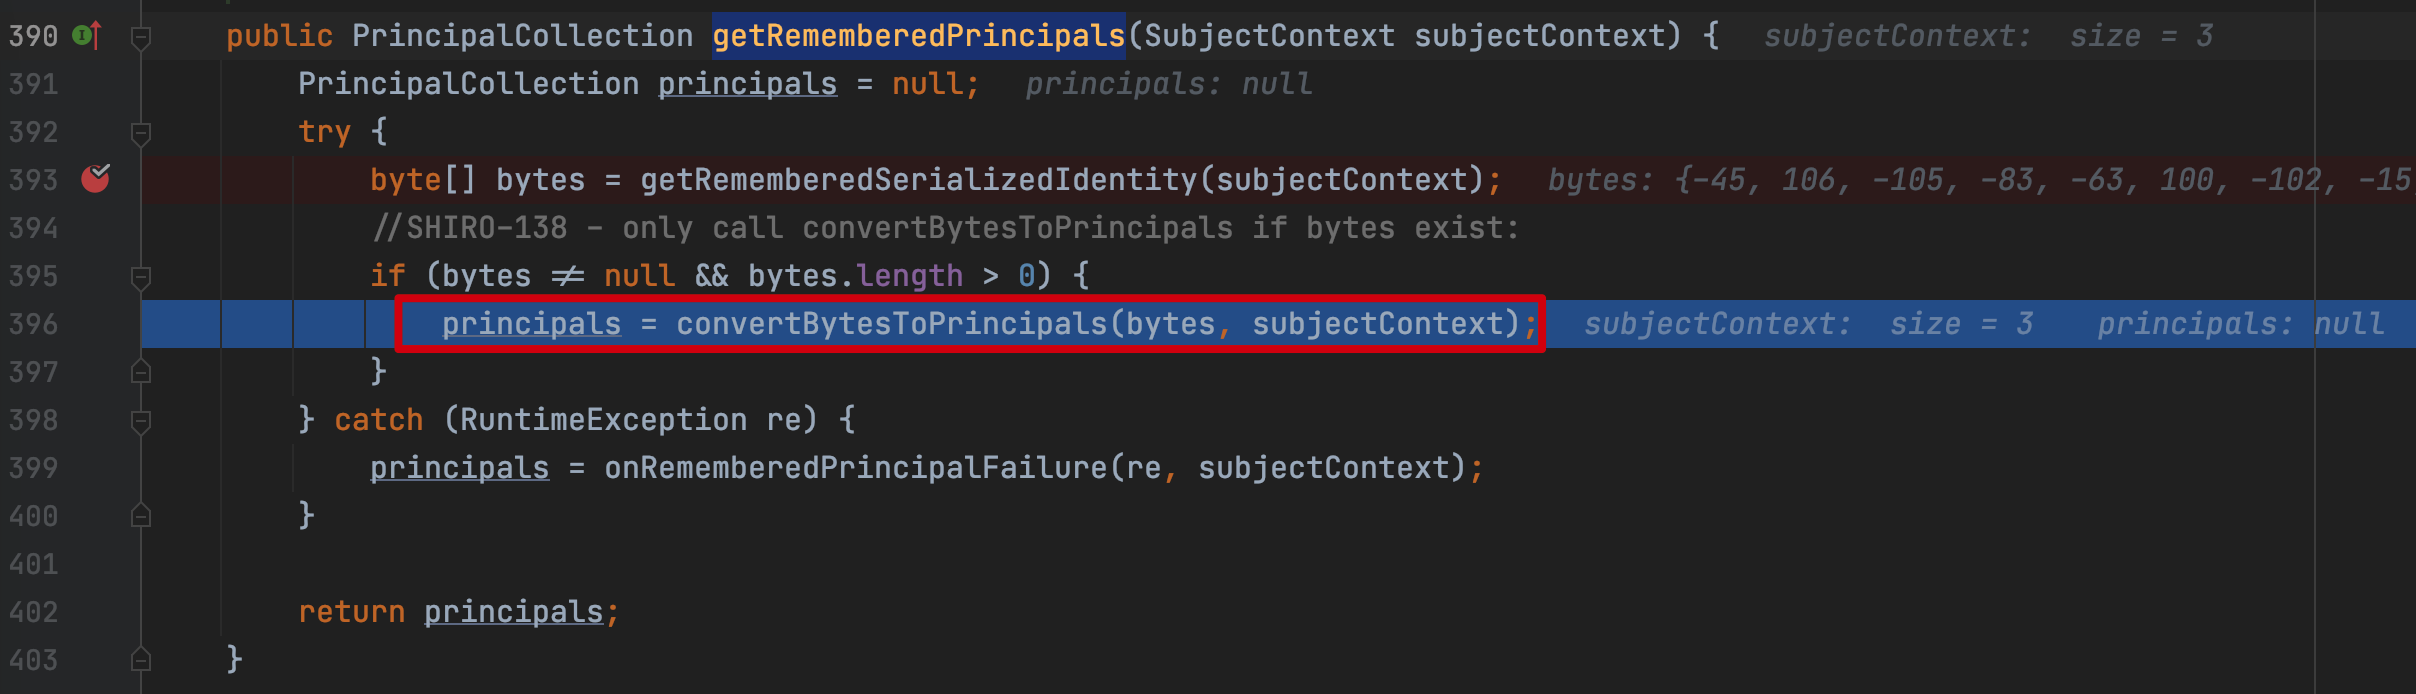 390 public PrincipalCollection getRememberedPrincipals(SubjectContext subjectContext) { subjectContext: size = 3
391 PrincipalCollection principals = null; principals: null
392 try {
393 byte[] bytes = getRememberedSerializedIdentity(subjectContext); bytes: {-45, 106, -105, -83, -63, 100, -102, -15,
394 //SHIRO-138 - only call convertBytesToPrincipals if bytes exist:
395 if (bytes ≠ null && bytes.length > 0) {
396 principals = convertBytesToPrincipals(bytes, subjectContext); subjectContext: size = 3 principals: null
397 }
398 } catch (RuntimeException re) {
399 principals = onRememberedPrincipalFailure(re, subjectContext);
400 }
401
402 return principals;
403 }